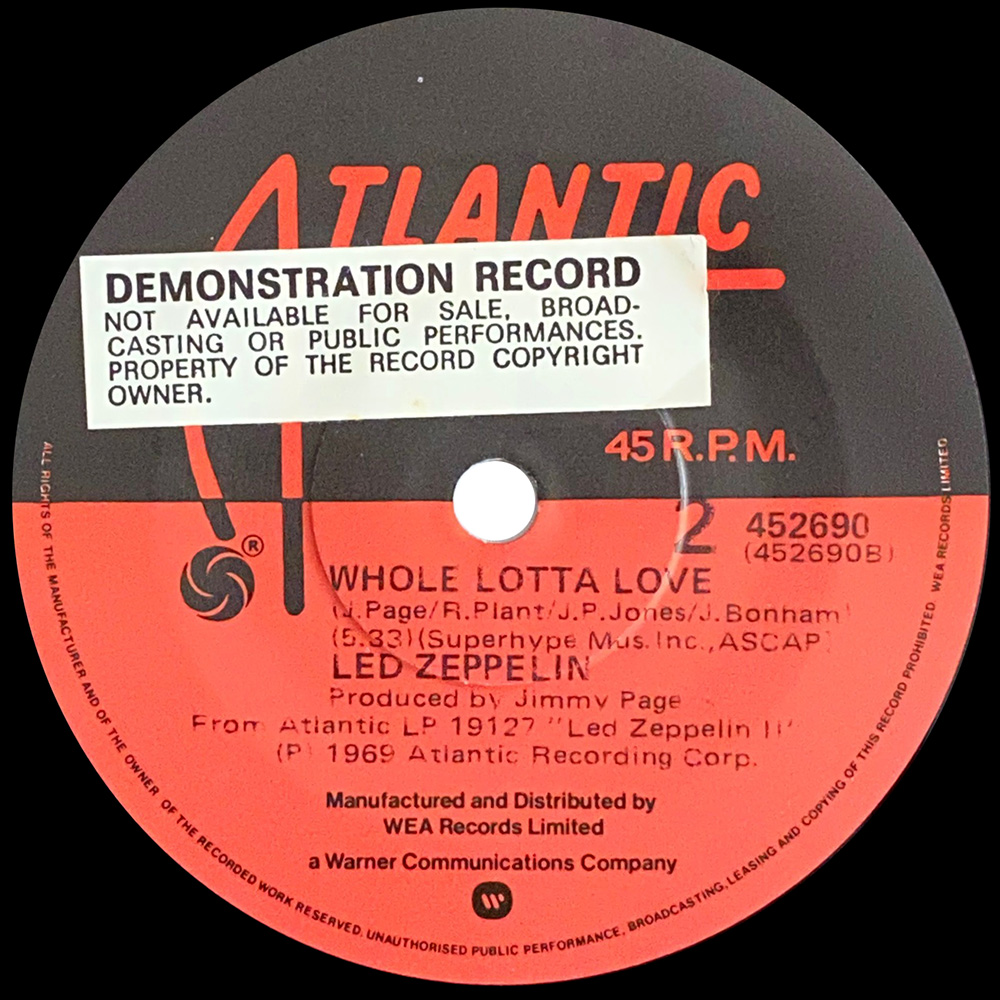 ATLANTIC
DEMONSTRATION RECORD
NOT AVAILABLE FOR SALE, BROAD-
CASTING OR PUBLIC PERFORMANCES.
PROPERTY OF THE RECORD COPYRIGHT
OWNER.
45 R.P.M.
2 452690
(452690B)
®
WHOLE LOTTA LOVE
(J.Page/R.Plant/J.P.Jones/J.Bonham)
(5.33)(Superhype Mus.Inc.,ASCAP)
LED ZEPPELIN
Produced by Jimmy Page
From Atlantic LP 19127 "Led Zeppelin II"
(P) 1969 Atlantic Recording Corp.
Manufactured and Distributed by
WEA Records Limited
a Warner Communications Company
ALL RIGHTS OF THE MANUFACTURER AND OF THE OWNER OF THE RECORDED WORK RESERVED. UNAUTHORISED PUBLIC PERFORMANCE, BROADCASTING, LEASING AND COPYING OF THIS RECORD PROHIBITED. WEA RECORDS LIMITED